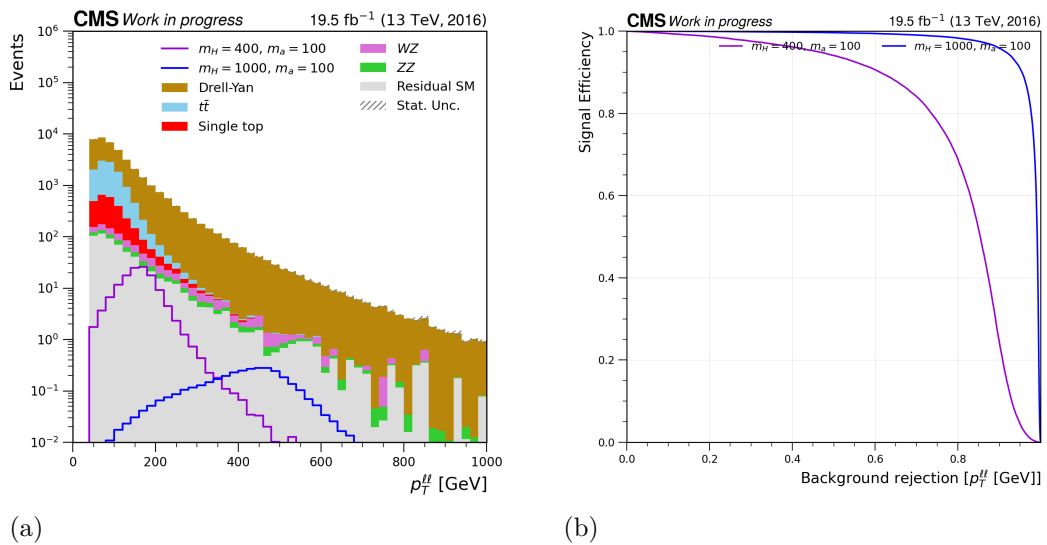 CMS Work in progress 19.5 fb⁻¹ (13 TeV, 2016)
Events
10⁶
10⁵
10⁴
10³
10²
10¹
10⁰
10⁻¹
10⁻²
m_H = 400, m_a = 100
m_H = 1000, m_a = 100
Drell-Yan
tt̄
Single top
WZ
ZZ
Residual SM
Stat. Unc.
0 200 400 600 800 1000
p_T^{ℓℓ} [GeV]
(a)
CMS Work in progress 19.5 fb⁻¹ (13 TeV, 2016)
Signal Efficiency
m_H = 400, m_a = 100 m_H = 1000, m_a = 100
1.0
0.8
0.6
0.4
0.2
0.0
0.0 0.2 0.4 0.6 0.8
Background rejection [p_T^{ℓℓ} [GeV]]
(b)